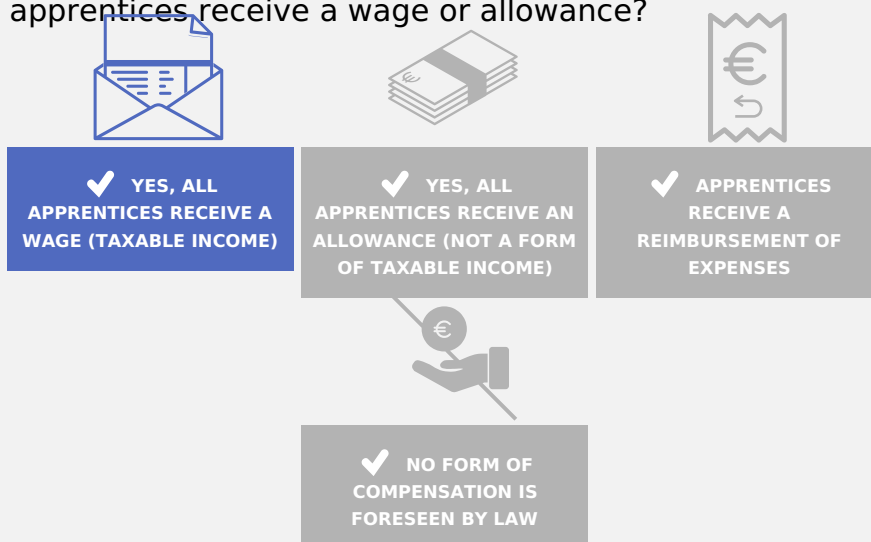 apprentices receive a wage or allowance?
YES, ALL
APPRENTICES RECEIVE A
WAGE (TAXABLE INCOME)
YES, ALL
APPRENTICES RECEIVE AN
ALLOWANCE (NOT A FORM
OF TAXABLE INCOME)
APPRENTICES
RECEIVE A
REIMBURSEMENT OF
EXPENSES
NO FORM OF
COMPENSATION IS
FORESEEN BY LAW